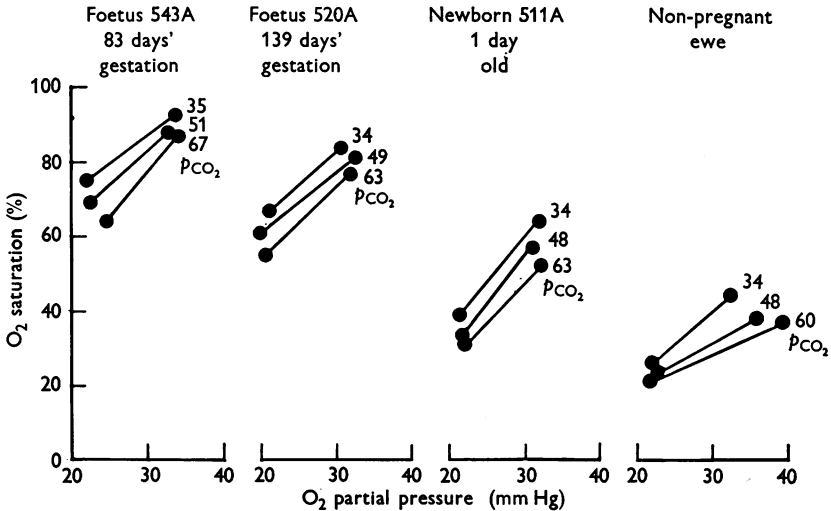 Foetus 543A
83 days'
gestation
Foetus 520A
139 days'
gestation
Newborn 511A
1 day
old
Non-pregnant
ewe
O2 saturation (%)
100
80
60
40
20
0
35
51
67
pCO2
34
49
63
pCO2
34
48
63
pCO2
34
48
60
pCO2
20 30 40
20 30 40
20 30 40
20 30 40
O2 partial pressure (mm Hg)